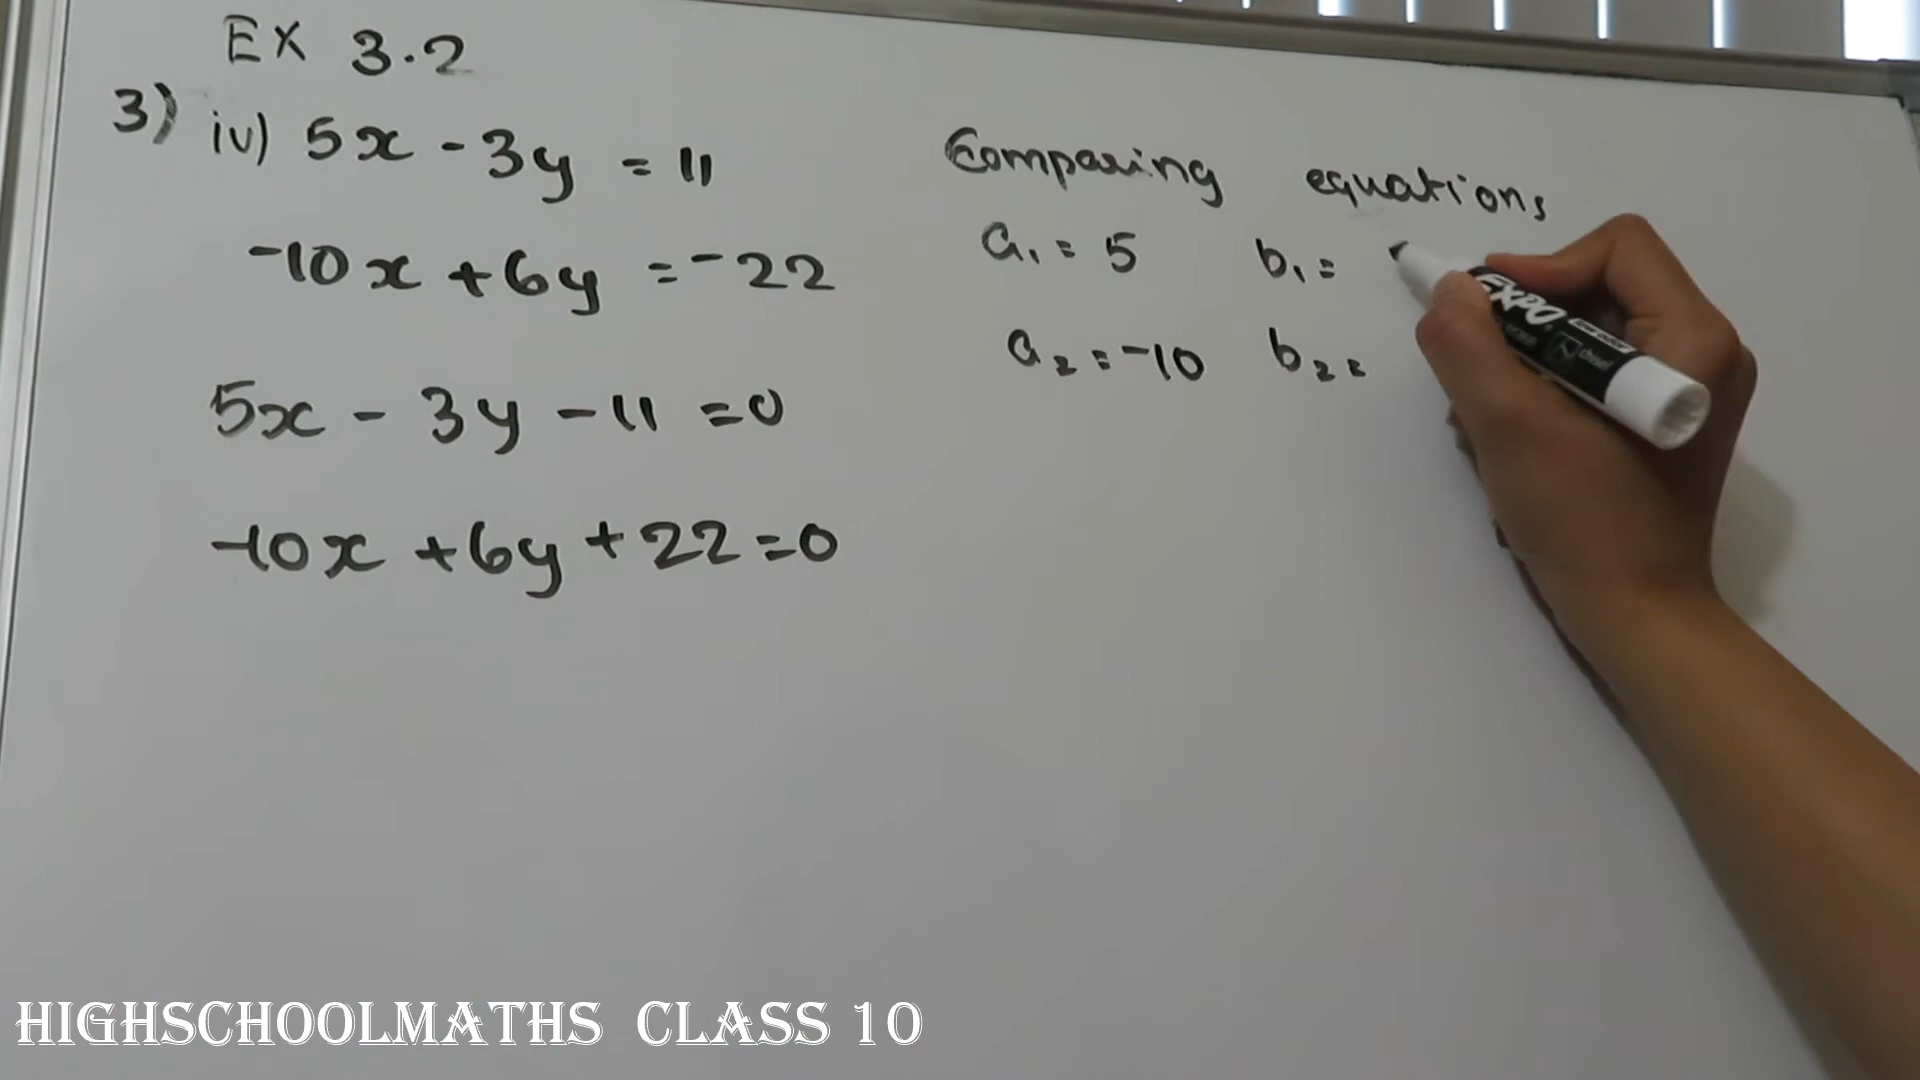 EX 3.2
3) iv) 5x - 3y = 11
-10x + 6y = -22
5x - 3y - 11 = 0
-10x + 6y + 22 = 0
Comparing equations
a₁ = 5 b₁ =
a₂ = -10 b₂ =
EXPO
HIGHSCHOOLMATHS CLASS 10